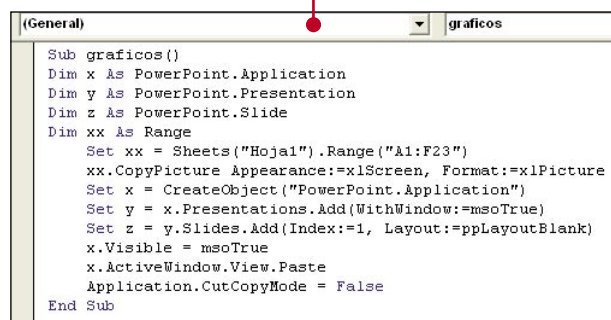 (General) graficos
Sub graficos()
Dim x As PowerPoint.Application
Dim y As PowerPoint.Presentation
Dim z As PowerPoint.Slide
Dim xx As Range
Set xx = Sheets("Hoja1").Range("A1:F23")
xx.CopyPicture Appearance:=xlScreen, Format:=xlPicture
Set x = CreateObject("PowerPoint.Application")
Set y = x.Presentations.Add(WithWindow:=msoTrue)
Set z = y.Slides.Add(Index:=1, Layout:=ppLayoutBlank)
x.Visible = msoTrue
x.ActiveWindow.View.Paste
Application.CutCopyMode = False
End Sub